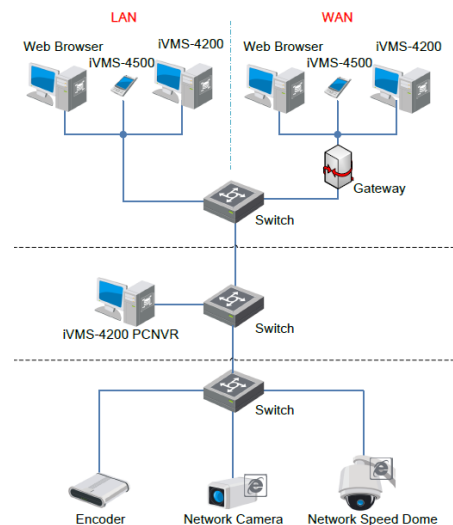 LAN
WAN
Web Browser
iVMS-4500
iVMS-4200
Web Browser
iVMS-4500
iVMS-4200
Gateway
Switch
iVMS-4200 PCNVR
Switch
Switch
Encoder
Network Camera
Network Speed Dome